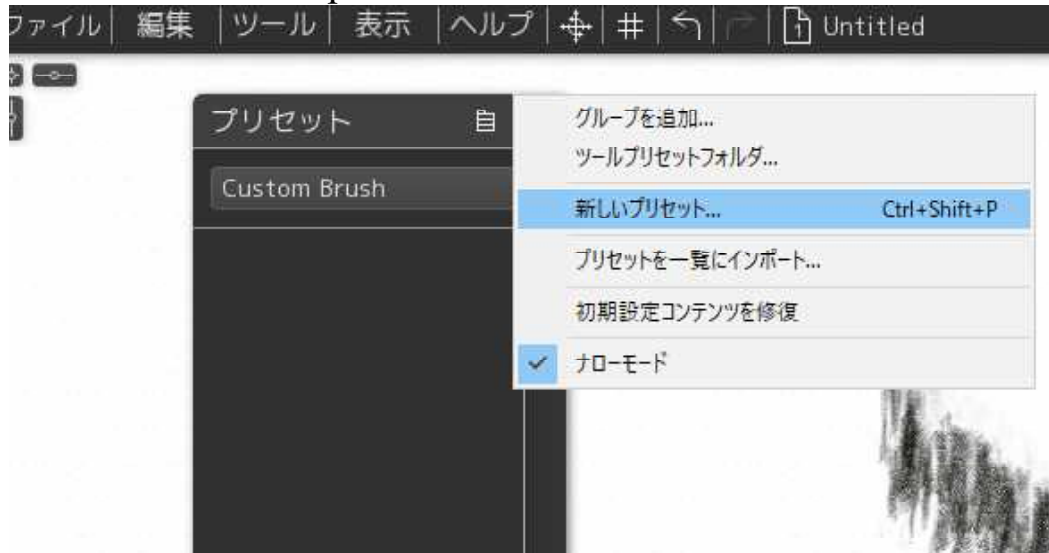 ファイル 編集 ツール 表示 ヘルプ Untitled
プリセット
Custom Brush
グループを追加...
ツールプリセットフォルダ...
新しいプリセット... Ctrl+Shift+P
プリセットを一覧にインポート...
初期設定コンテンツを修復
ナローモード